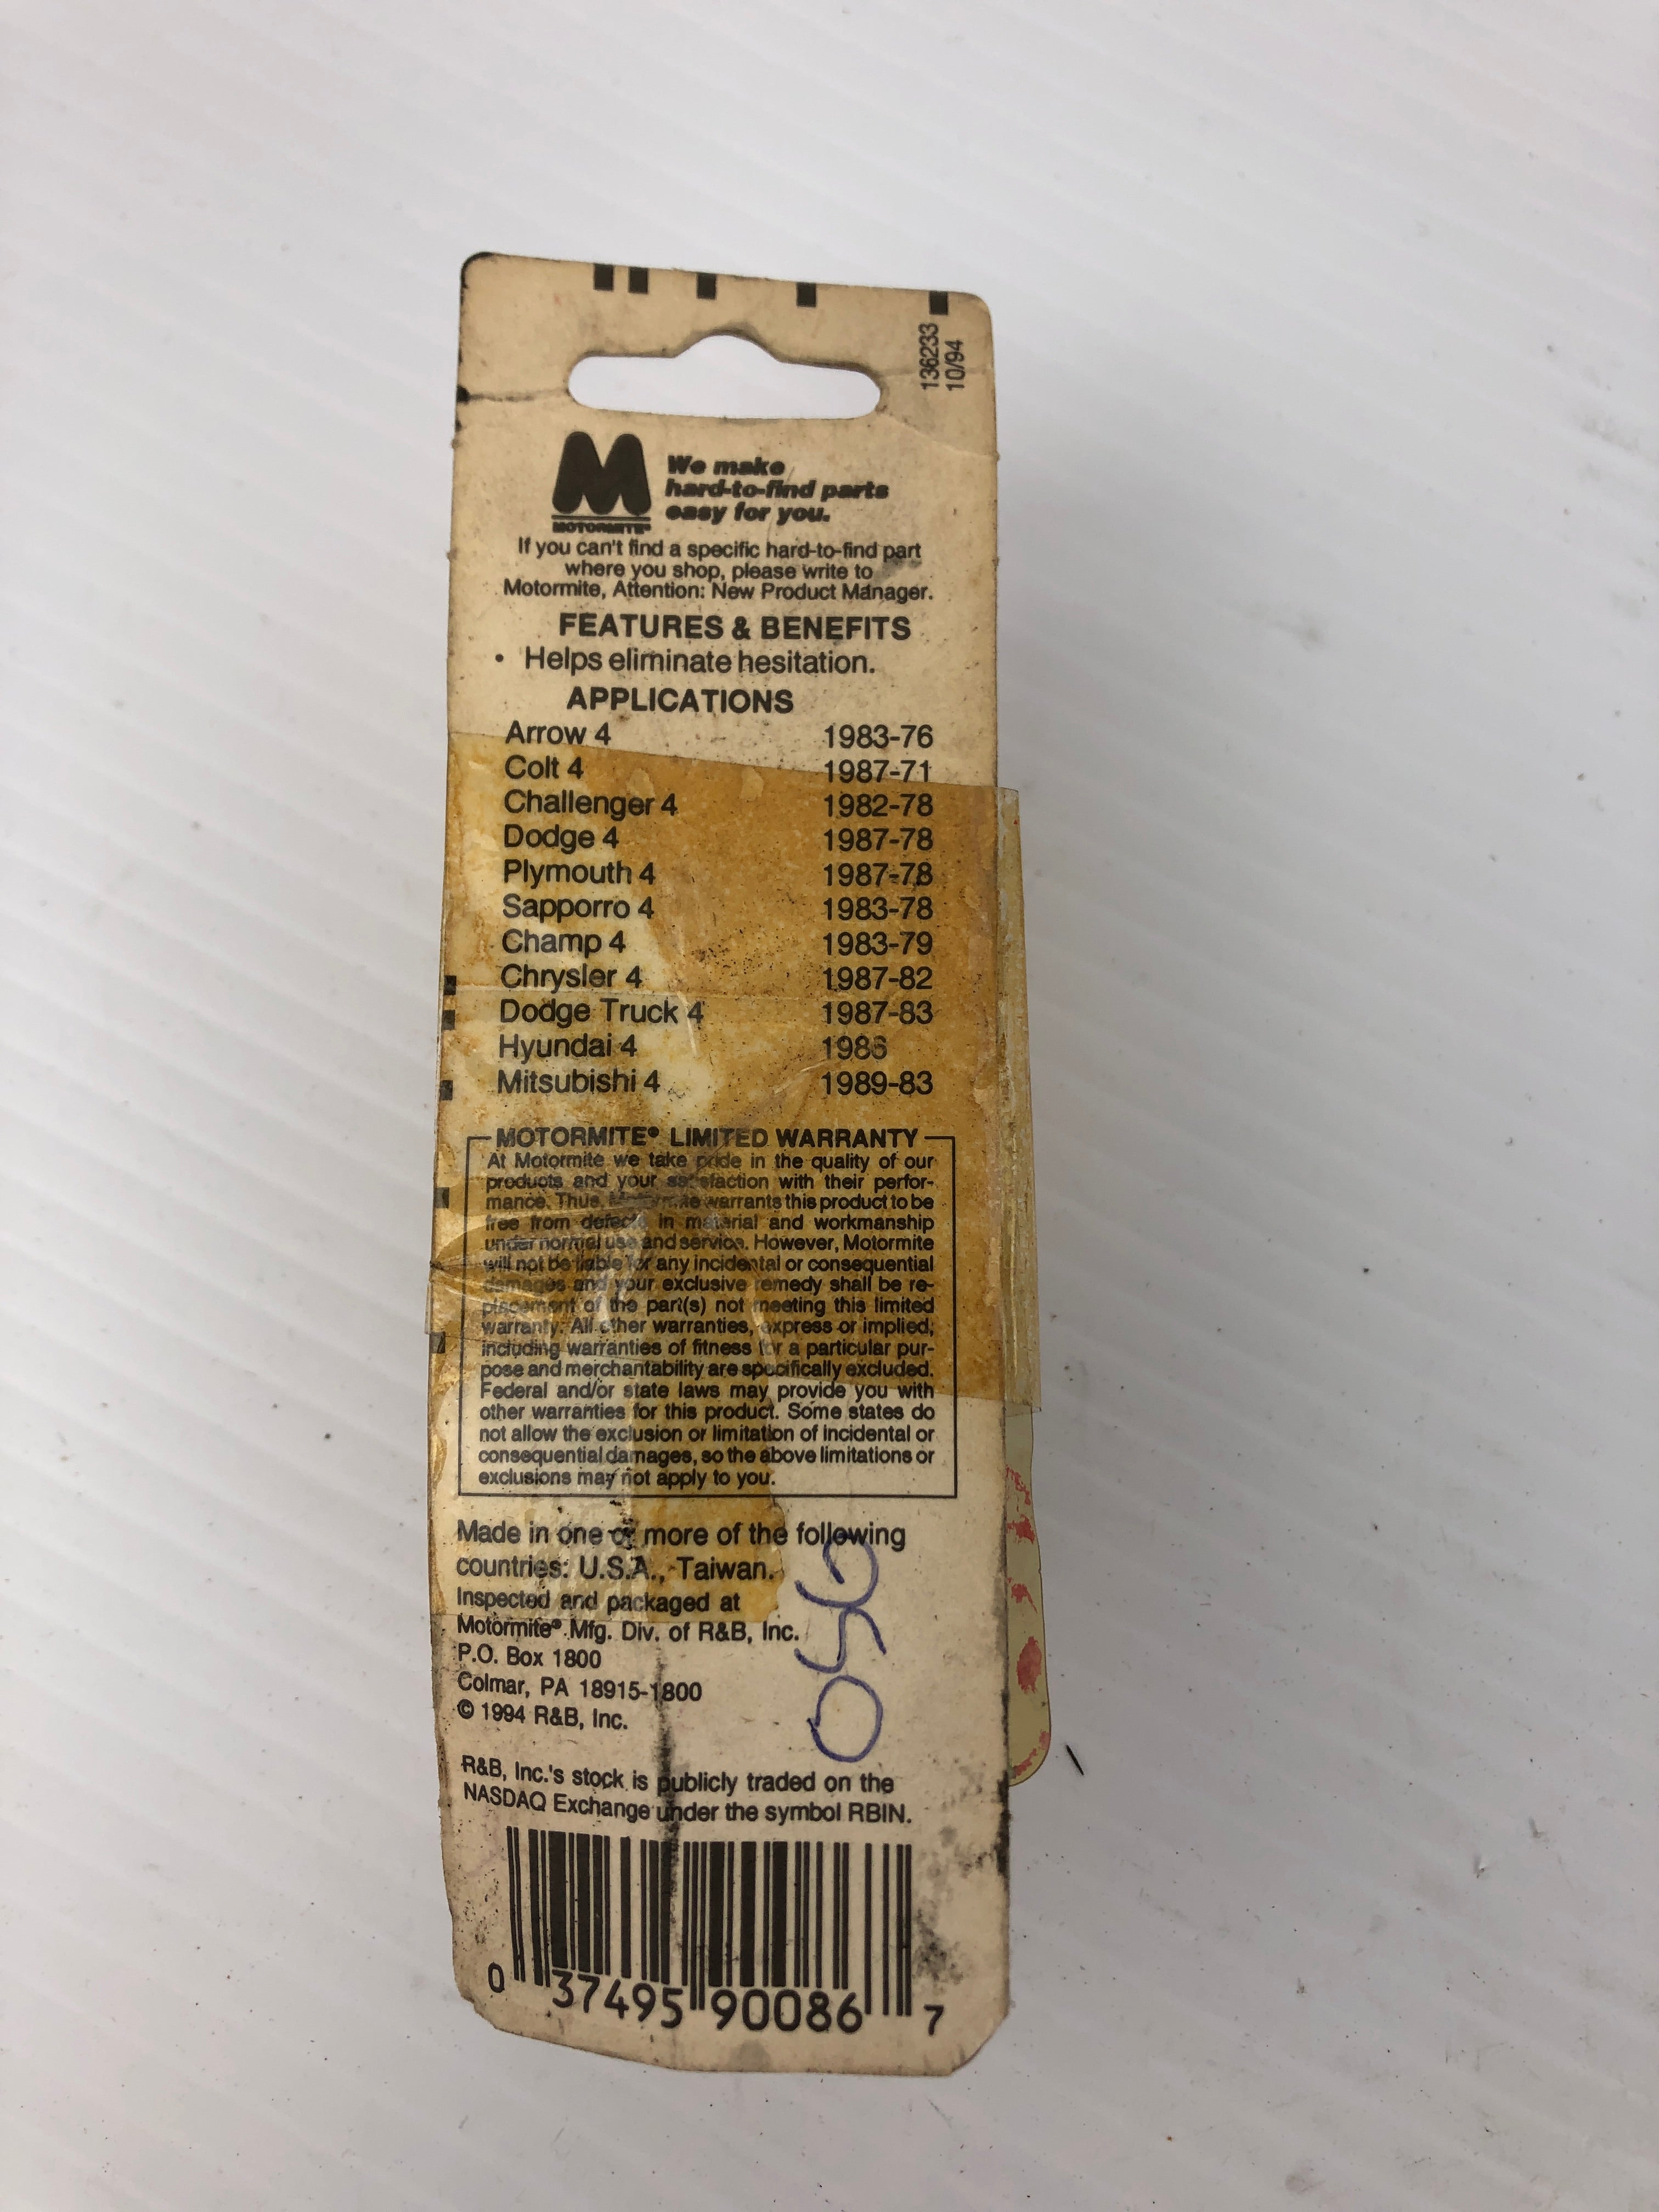 136233
10/94
M
MOTORMITE®
We make
hard-to-find parts
easy for you.
If you can't find a specific hard-to-find part
where you shop, please write to
Motormite, Attention: New Product Manager.
FEATURES & BENEFITS
• Helps eliminate hesitation.
APPLICATIONS
Arrow 4 1983-76
Colt 4 1987-71
Challenger 4 1982-78
Dodge 4 1987-78
Plymouth 4 1987-78
Sapporro 4 1983-78
Champ 4 1983-79
Chrysler 4 1987-82
Dodge Truck 4 1987-83
Hyundai 4 1986
Mitsubishi 4 1989-83
MOTORMITE® LIMITED WARRANTY
At Motormite we take pride in the quality of our
products and your satisfaction with their perfor-
mance. Thus, Motormite warrants this product to be
free from defects in material and workmanship
under normal use and service. However, Motormite
will not be liable for any incidental or consequential
damages and your exclusive remedy shall be re-
placement of the part(s) not meeting this limited
warranty. All other warranties, express or implied,
including warranties of fitness for a particular pur-
pose and merchantability are specifically excluded.
Federal and/or state laws may provide you with
other warranties for this product. Some states do
not allow the exclusion or limitation of incidental or
consequential damages, so the above limitations or
exclusions may not apply to you.
Made in one or more of the following
countries: U.S.A., Taiwan.
Inspected and packaged at
Motormite® Mfg. Div. of R&B, Inc.
P.O. Box 1800
Colmar, PA 18915-1800
© 1994 R&B, Inc.
R&B, Inc.'s stock is publicly traded on the
NASDAQ Exchange under the symbol RBIN.
0 37495 90086 7